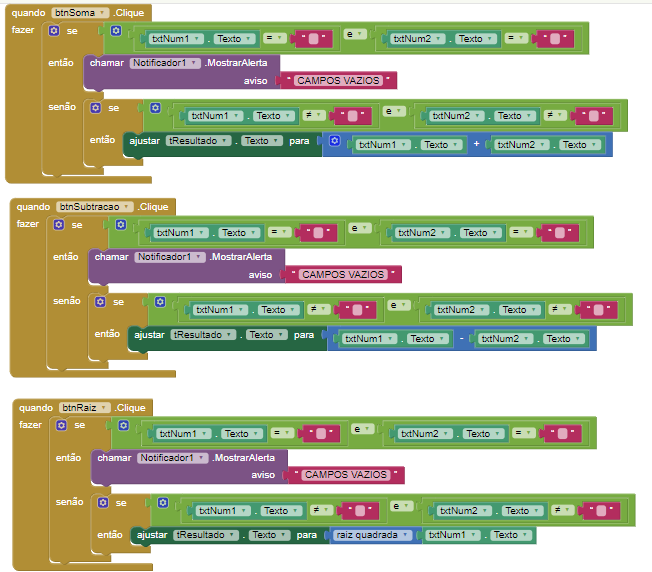 quando btnSoma .Clique
fazer se txtNum1 . Texto = " " e txtNum2 . Texto = " "
então chamar Notificador1 .MostrarAlerta
aviso " CAMPOS VAZIOS "
senão se txtNum1 . Texto ≠ " " e txtNum2 . Texto ≠ " "
então ajustar tResultado . Texto para txtNum1 . Texto + txtNum2 . Texto
quando btnSubtracao .Clique
fazer se txtNum1 . Texto = " " e txtNum2 . Texto = " "
então chamar Notificador1 .MostrarAlerta
aviso " CAMPOS VAZIOS "
senão se txtNum1 . Texto ≠ " " e txtNum2 . Texto ≠ " "
então ajustar tResultado . Texto para txtNum1 . Texto - txtNum2 . Texto
quando btnRaiz .Clique
fazer se txtNum1 . Texto = " " e txtNum2 . Texto = " "
então chamar Notificador1 .MostrarAlerta
aviso " CAMPOS VAZIOS "
senão se txtNum1 . Texto ≠ " " e txtNum2 . Texto ≠ " "
então ajustar tResultado . Texto para raiz quadrada txtNum1 . Texto